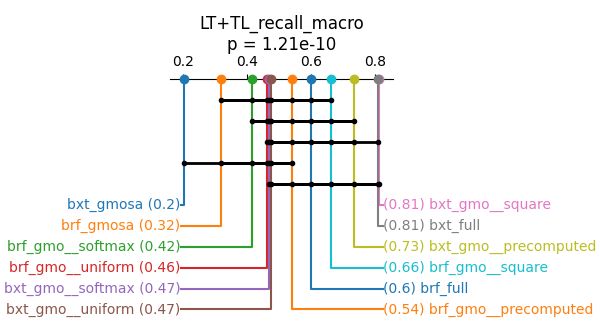 LT+TL_recall_macro
p = 1.21e-10
0.2 0.4 0.6 0.8
bxt_gmosa (0.2) (0.81) bxt_gmo__square
brf_gmosa (0.32) (0.81) bxt_full
brf_gmo__softmax (0.42) (0.73) bxt_gmo__precomputed
brf_gmo__uniform (0.46) (0.66) brf_gmo__square
bxt_gmo__softmax (0.47) (0.6) brf_full
bxt_gmo__uniform (0.47) (0.54) brf_gmo__precomputed